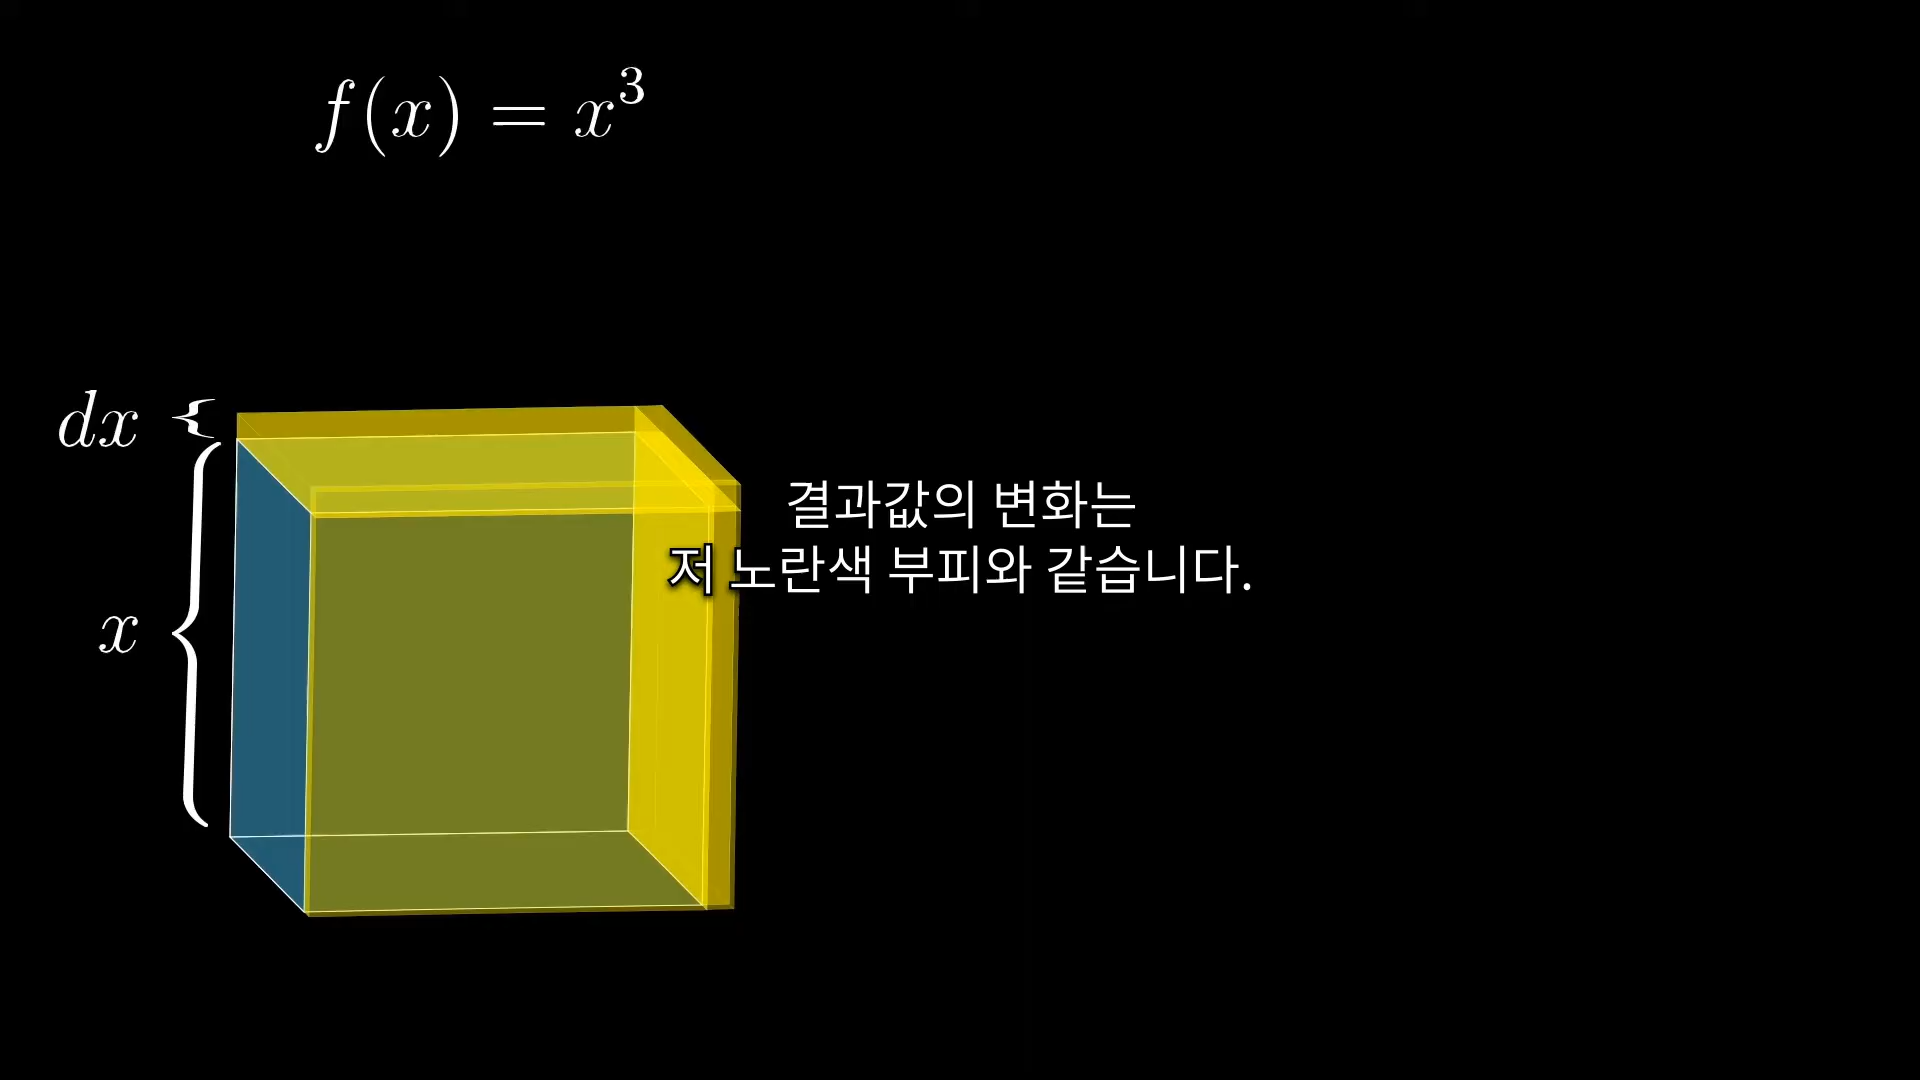 f(x) = x³
dx
x
결과값의 변화는
저 노란색 부피와 같습니다.